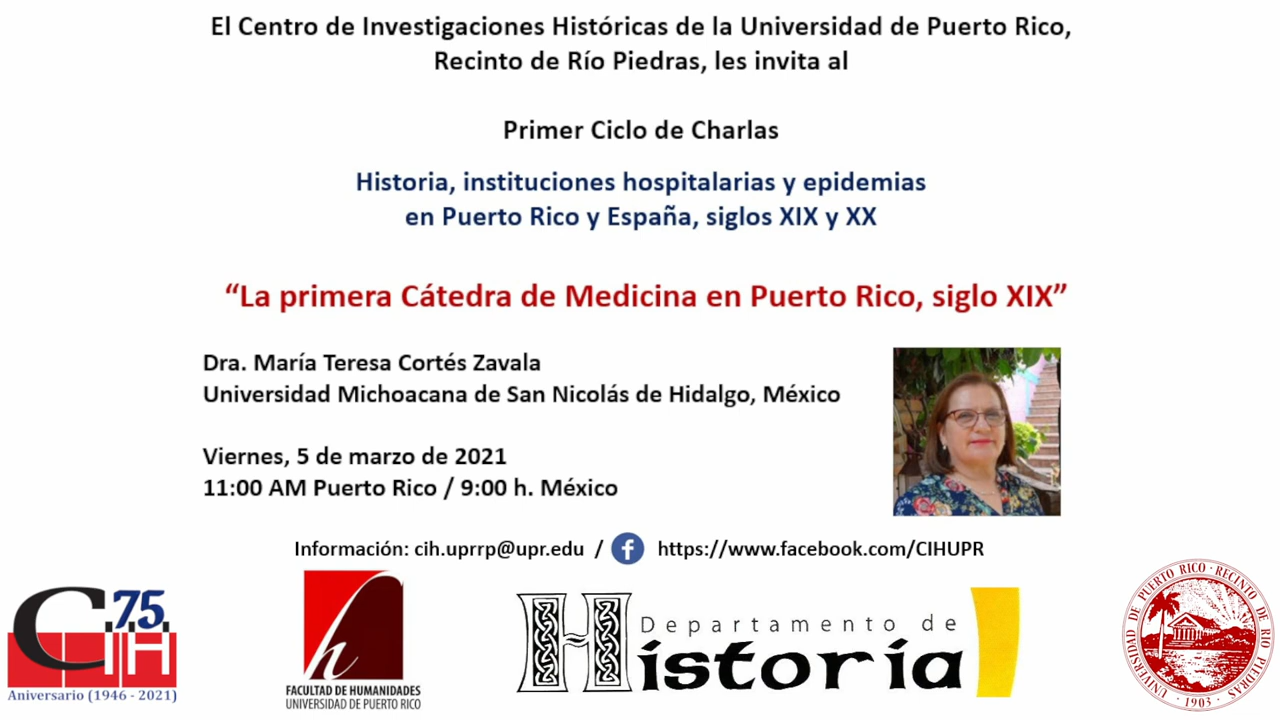 El Centro de Investigaciones Históricas de la Universidad de Puerto Rico,
Recinto de Río Piedras, les invita al
Primer Ciclo de Charlas
Historia, instituciones hospitalarias y epidemias
en Puerto Rico y España, siglos XIX y XX
“La primera Cátedra de Medicina en Puerto Rico, siglo XIX”
Dra. María Teresa Cortés Zavala
Universidad Michoacana de San Nicolás de Hidalgo, México
Viernes, 5 de marzo de 2021
11:00 AM Puerto Rico / 9:00 h. México
Información: cih.uprrp@upr.edu / f https://www.facebook.com/CIHUPR
C.75.
IH
Aniversario (1946 - 2021)
h
FACULTAD DE HUMANIDADES
UNIVERSIDAD DE PUERTO RICO
Departamento de
Historia
UNIVERSIDAD DE PUERTO RICO · RECINTO DE RÍO PIEDRAS
· 1903 ·